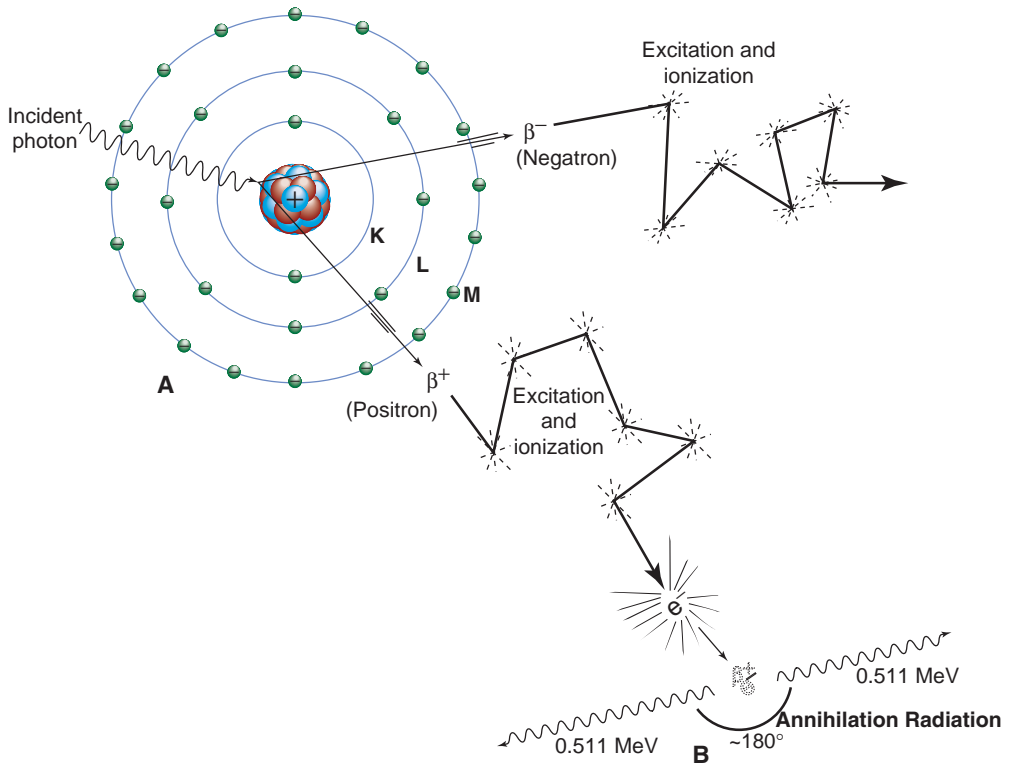 Excitation and
ionization
Incident
photon
β⁻
(Negatron)
+
K
L
M
A
β⁺
(Positron)
Excitation
and
ionization
e
0.511 MeV
Annihilation Radiation
0.511 MeV
~180°
B